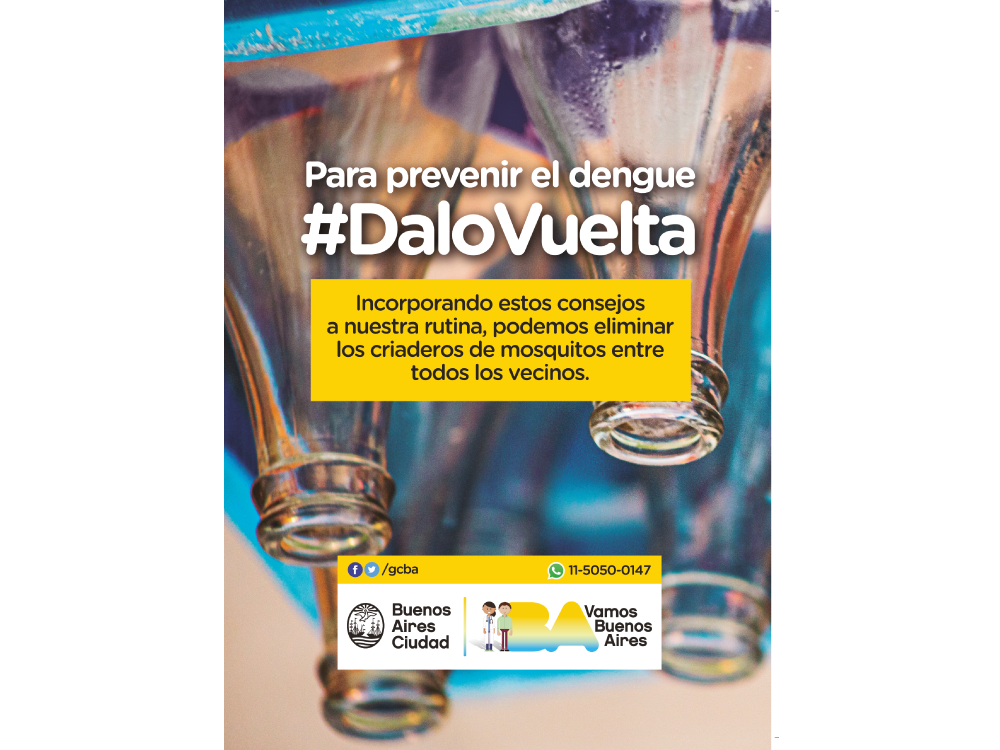 Para prevenir el dengue
#DaloVuelta
Incorporando estos consejos
a nuestra rutina, podemos eliminar
los criaderos de mosquitos entre
todos los vecinos.
/gcba
11-5050-0147
Buenos
Aires
Ciudad
BA
Vamos
Buenos
Aires